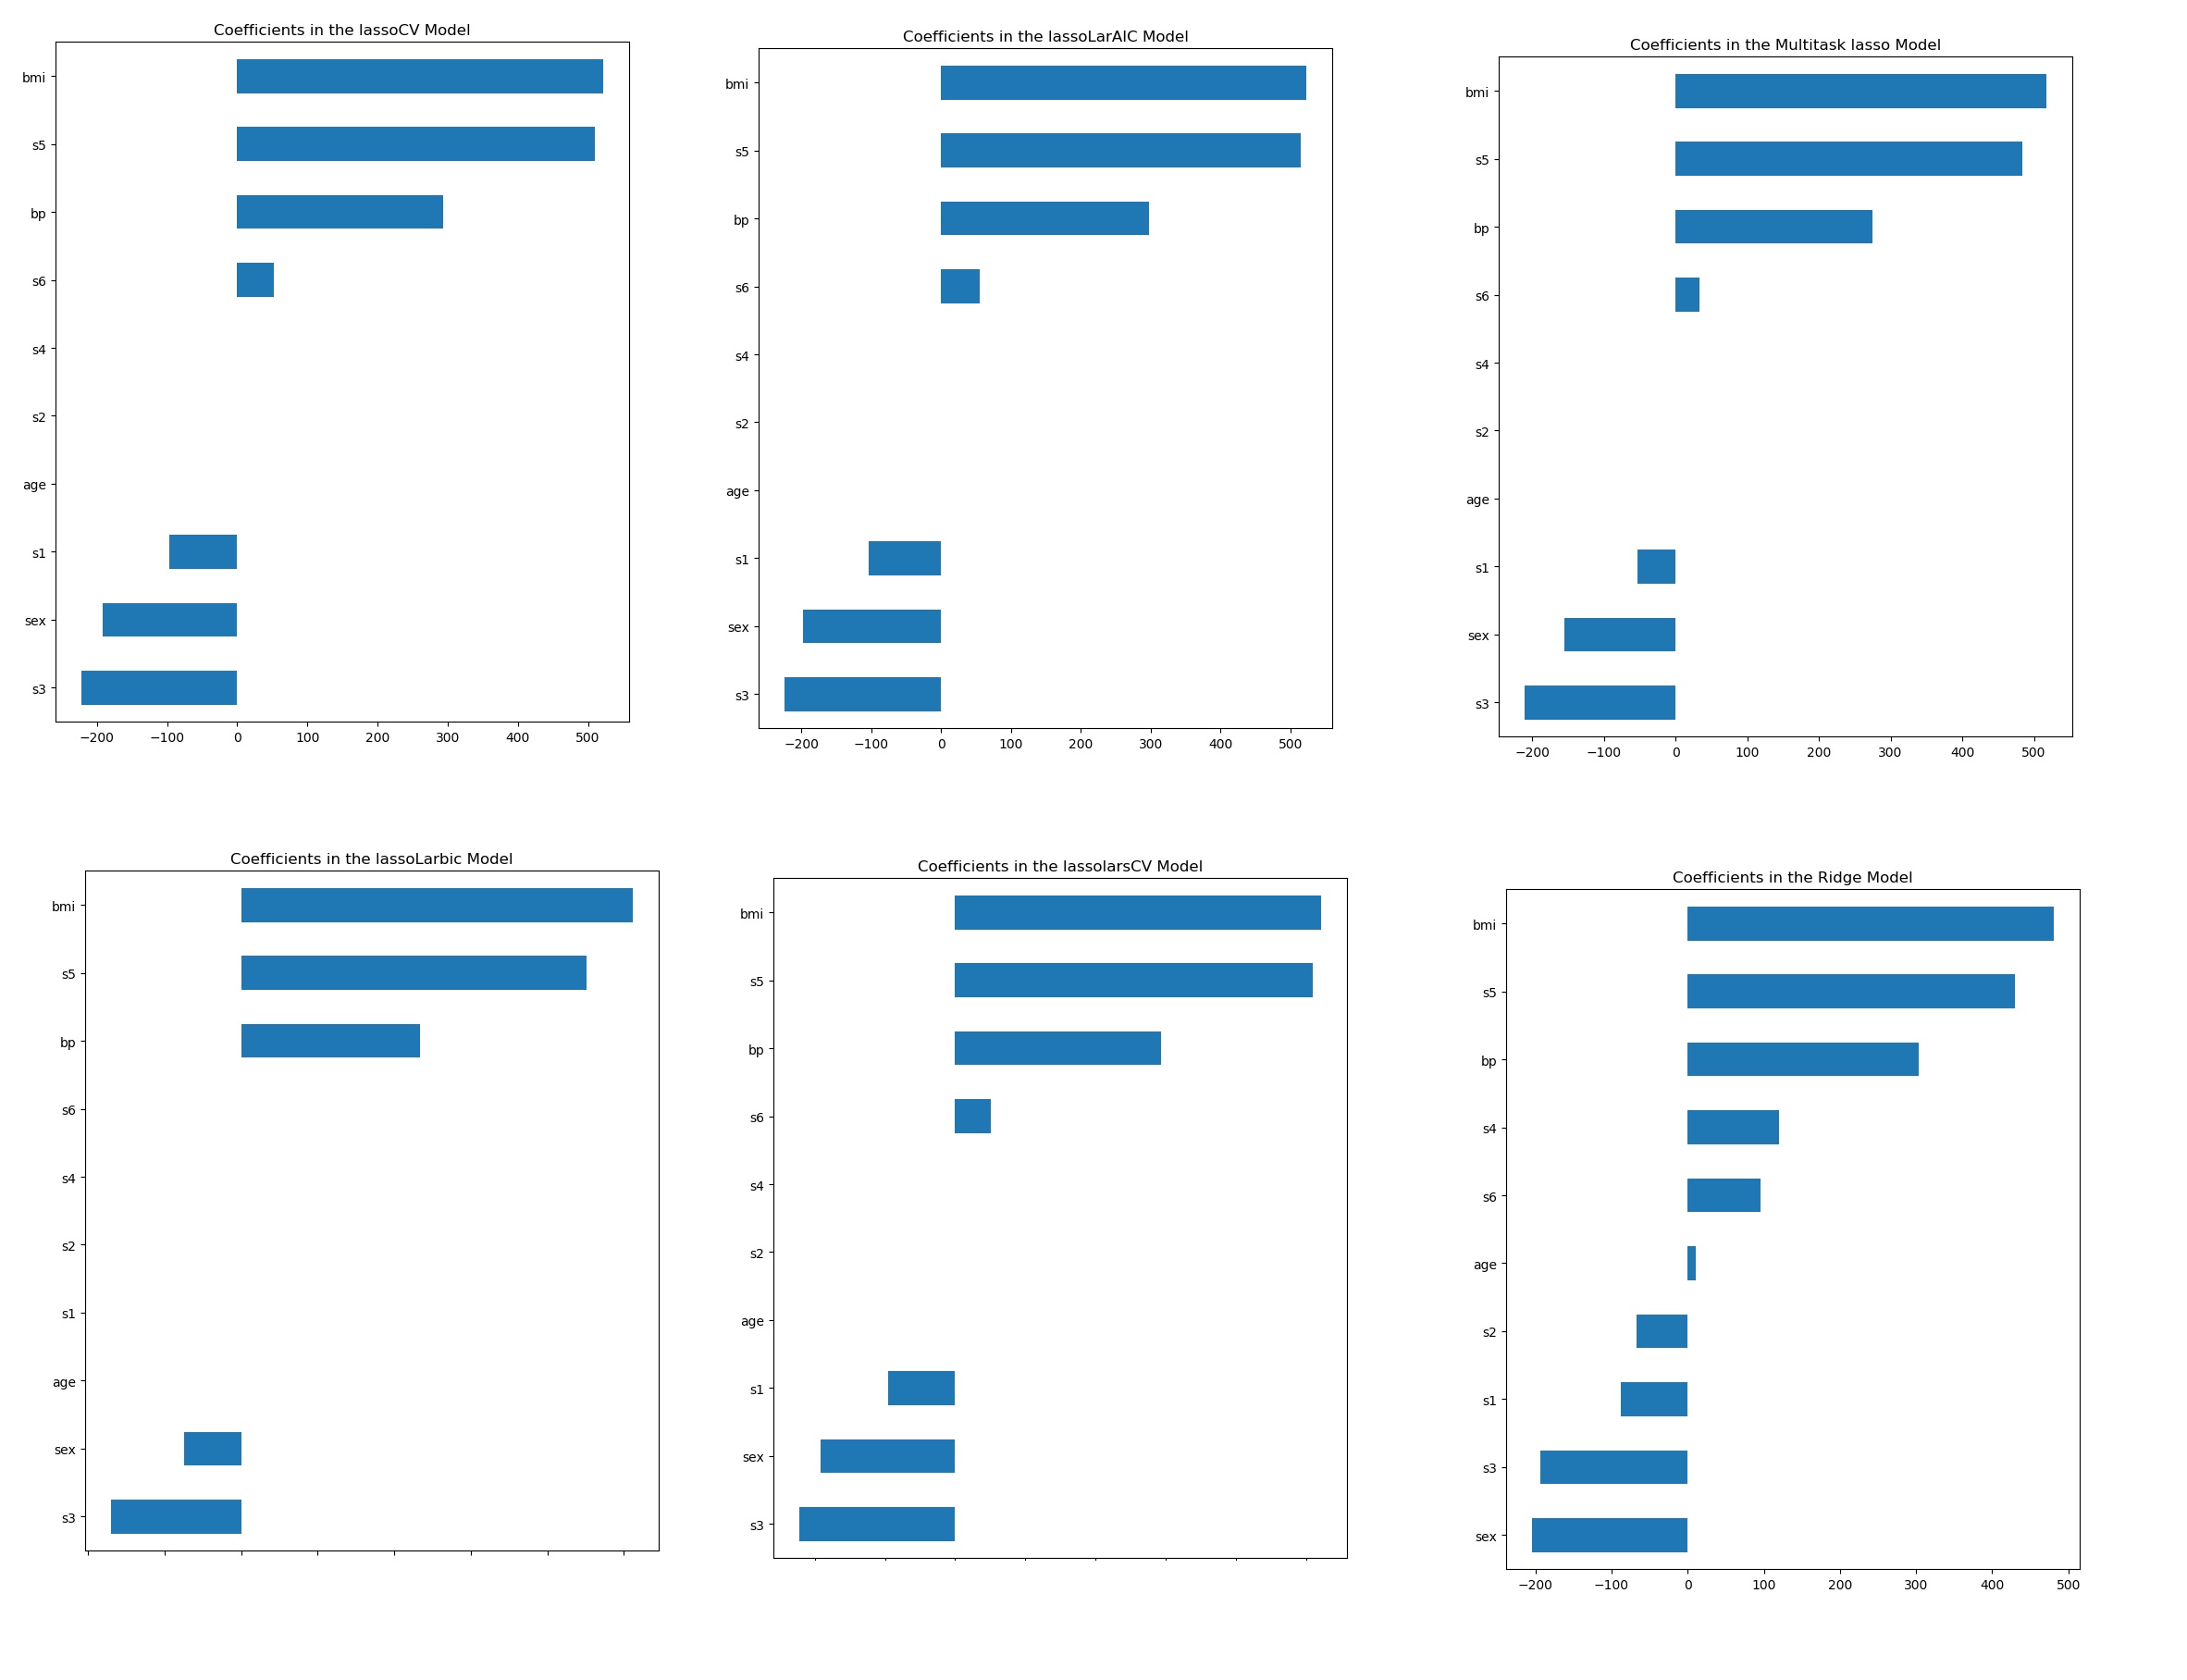 Coefficients in the lassoCV Model
bmi
s5
bp
s6
s4
s2
age
s1
sex
s3
−200 −100 0 100 200 300 400 500
Coefficients in the lassoLarAIC Model
bmi
s5
bp
s6
s4
s2
age
s1
sex
s3
−200 −100 0 100 200 300 400 500
Coefficients in the Multitask lasso Model
bmi
s5
bp
s6
s4
s2
age
s1
sex
s3
−200 −100 0 100 200 300 400 500
Coefficients in the lassoLarbic Model
bmi
s5
bp
s6
s4
s2
s1
age
sex
s3
Coefficients in the lassolarsCV Model
bmi
s5
bp
s6
s4
s2
age
s1
sex
s3
Coefficients in the Ridge Model
bmi
s5
bp
s4
s6
age
s2
s1
s3
sex
−200 −100 0 100 200 300 400 500